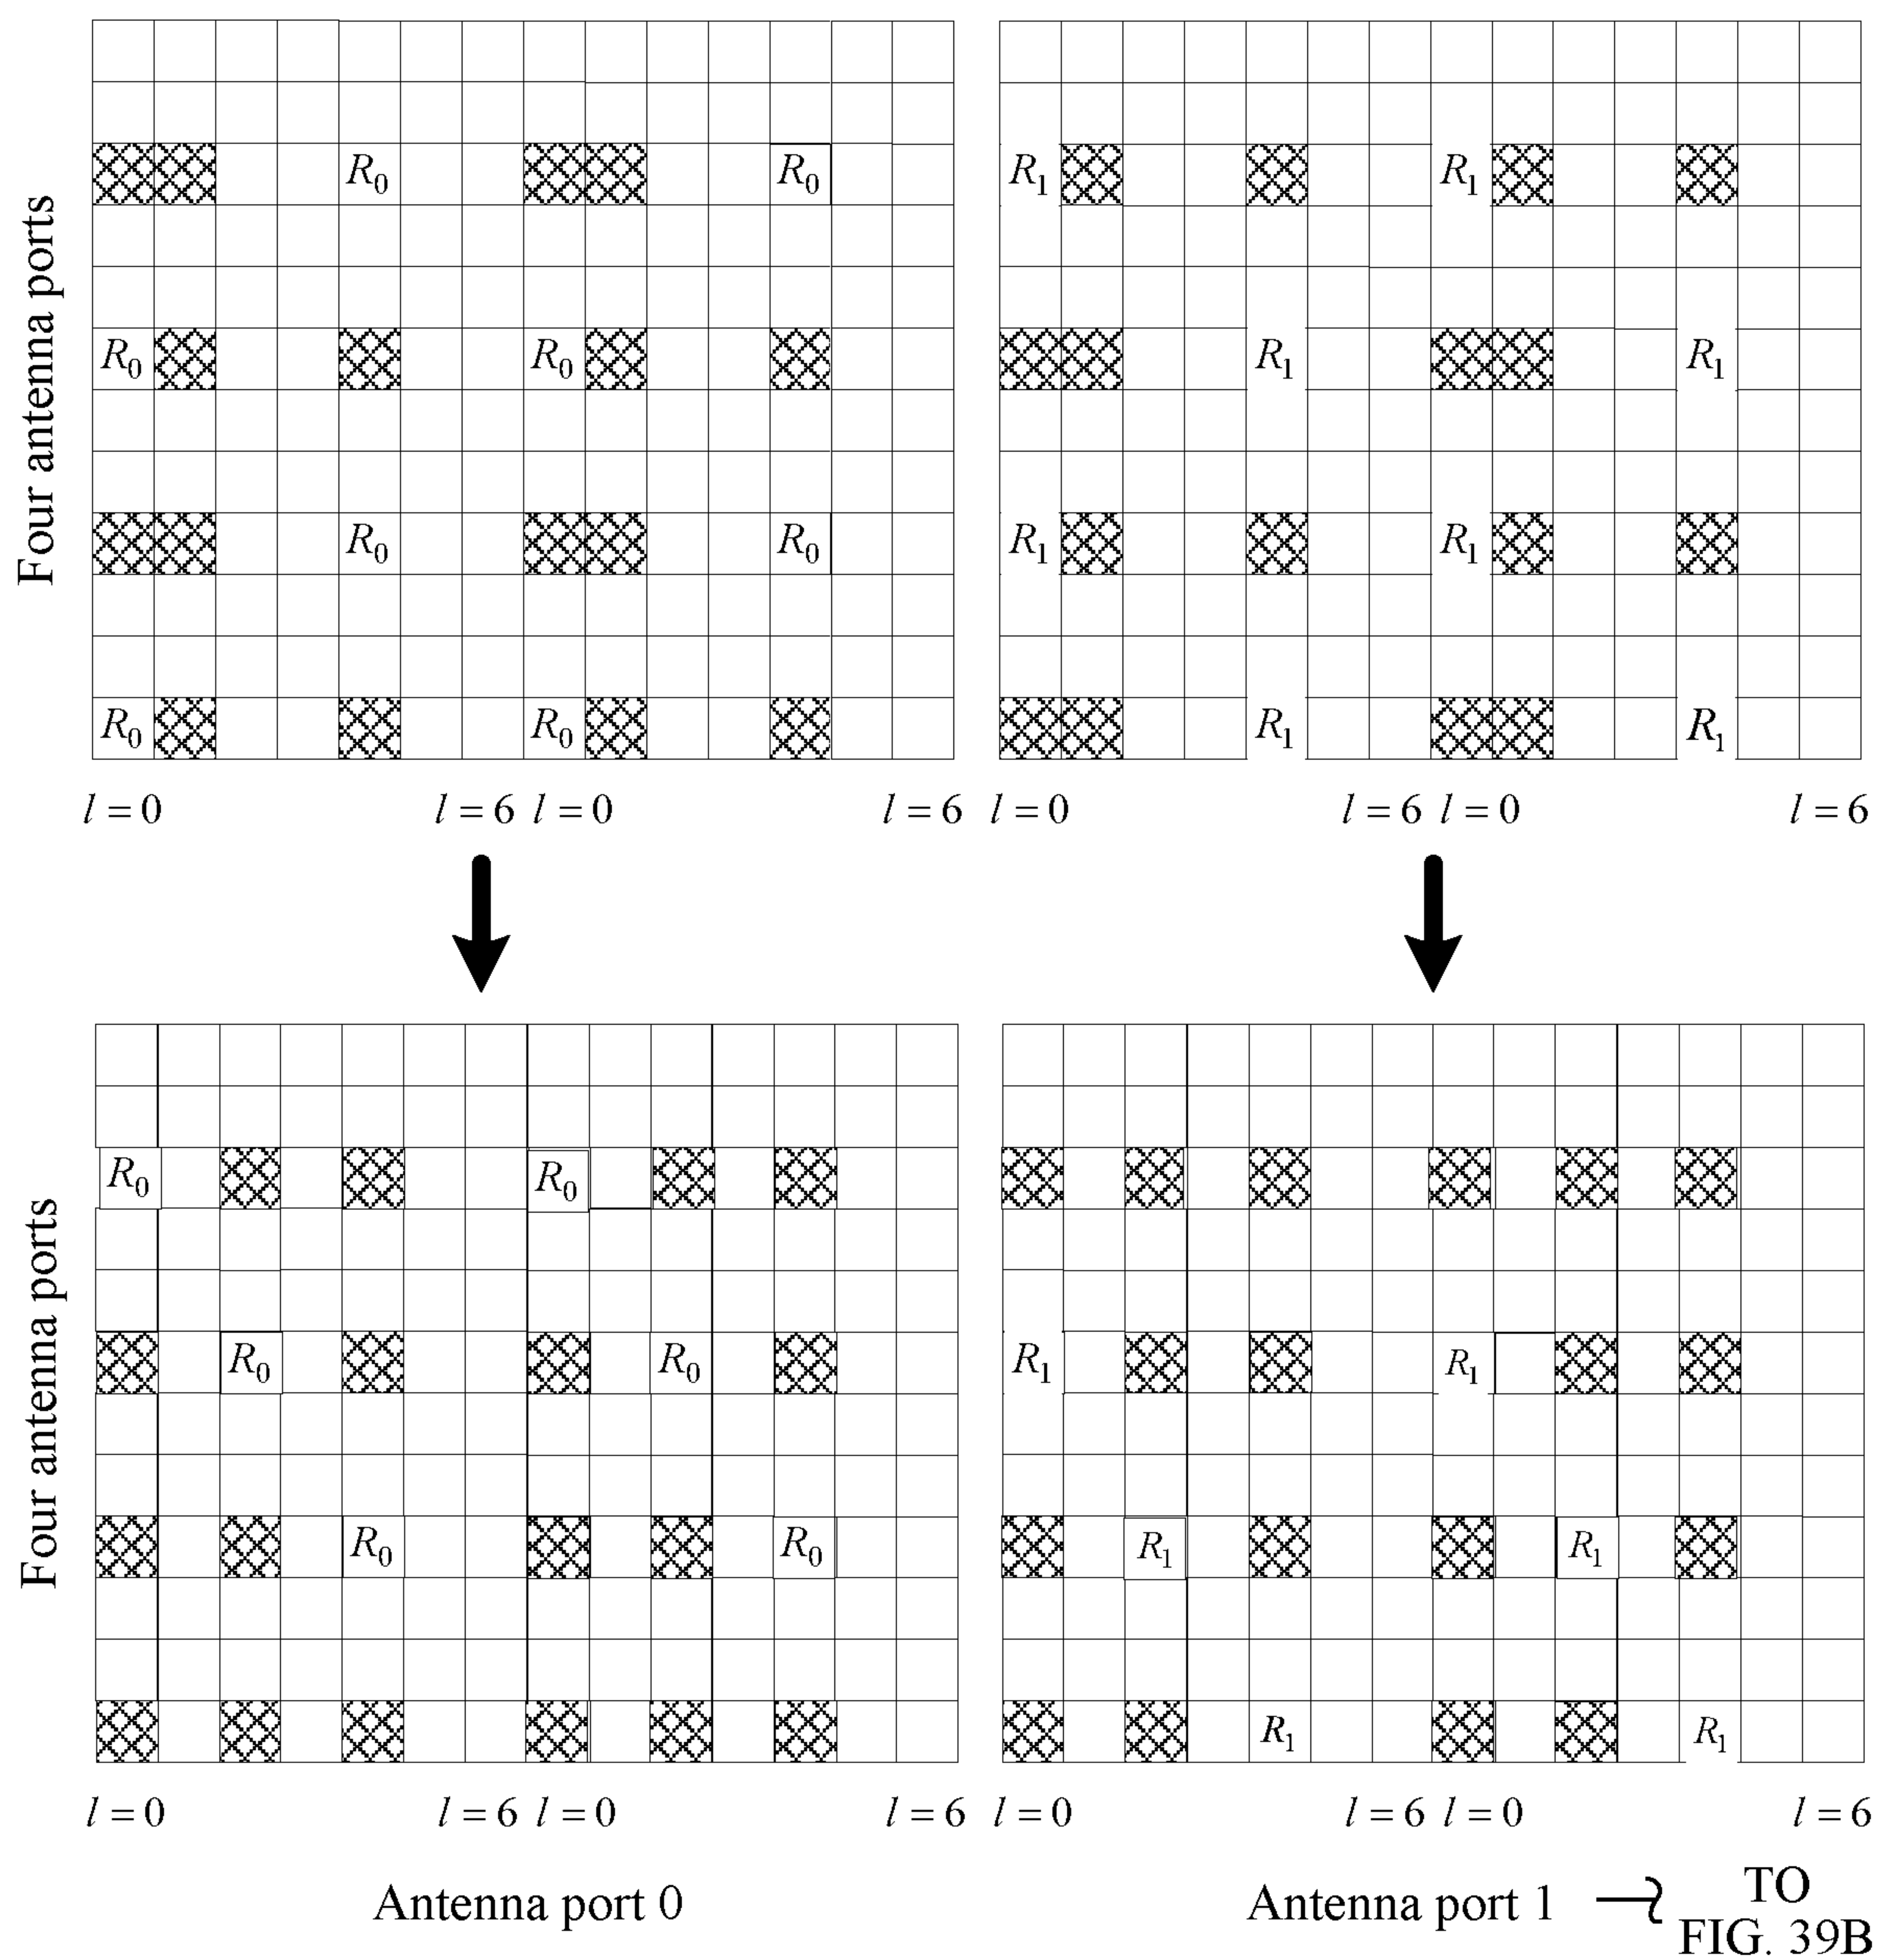 Four antenna ports
R₀ R₀ R₁ R₁
R₀ R₀ R₁ R₁
R₀ R₀ R₁ R₁
R₀ R₀ R₁ R₁
l = 0 l = 6 l = 0 l = 6 l = 0 l = 6 l = 0 l = 6
Four antenna ports
R₀ R₀
R₀ R₀ R₁ R₁
R₀ R₀ R₁ R₁
R₁ R₁
l = 0 l = 6 l = 0 l = 6 l = 0 l = 6 l = 0 l = 6
Antenna port 0 Antenna port 1 TO
FIG. 39B